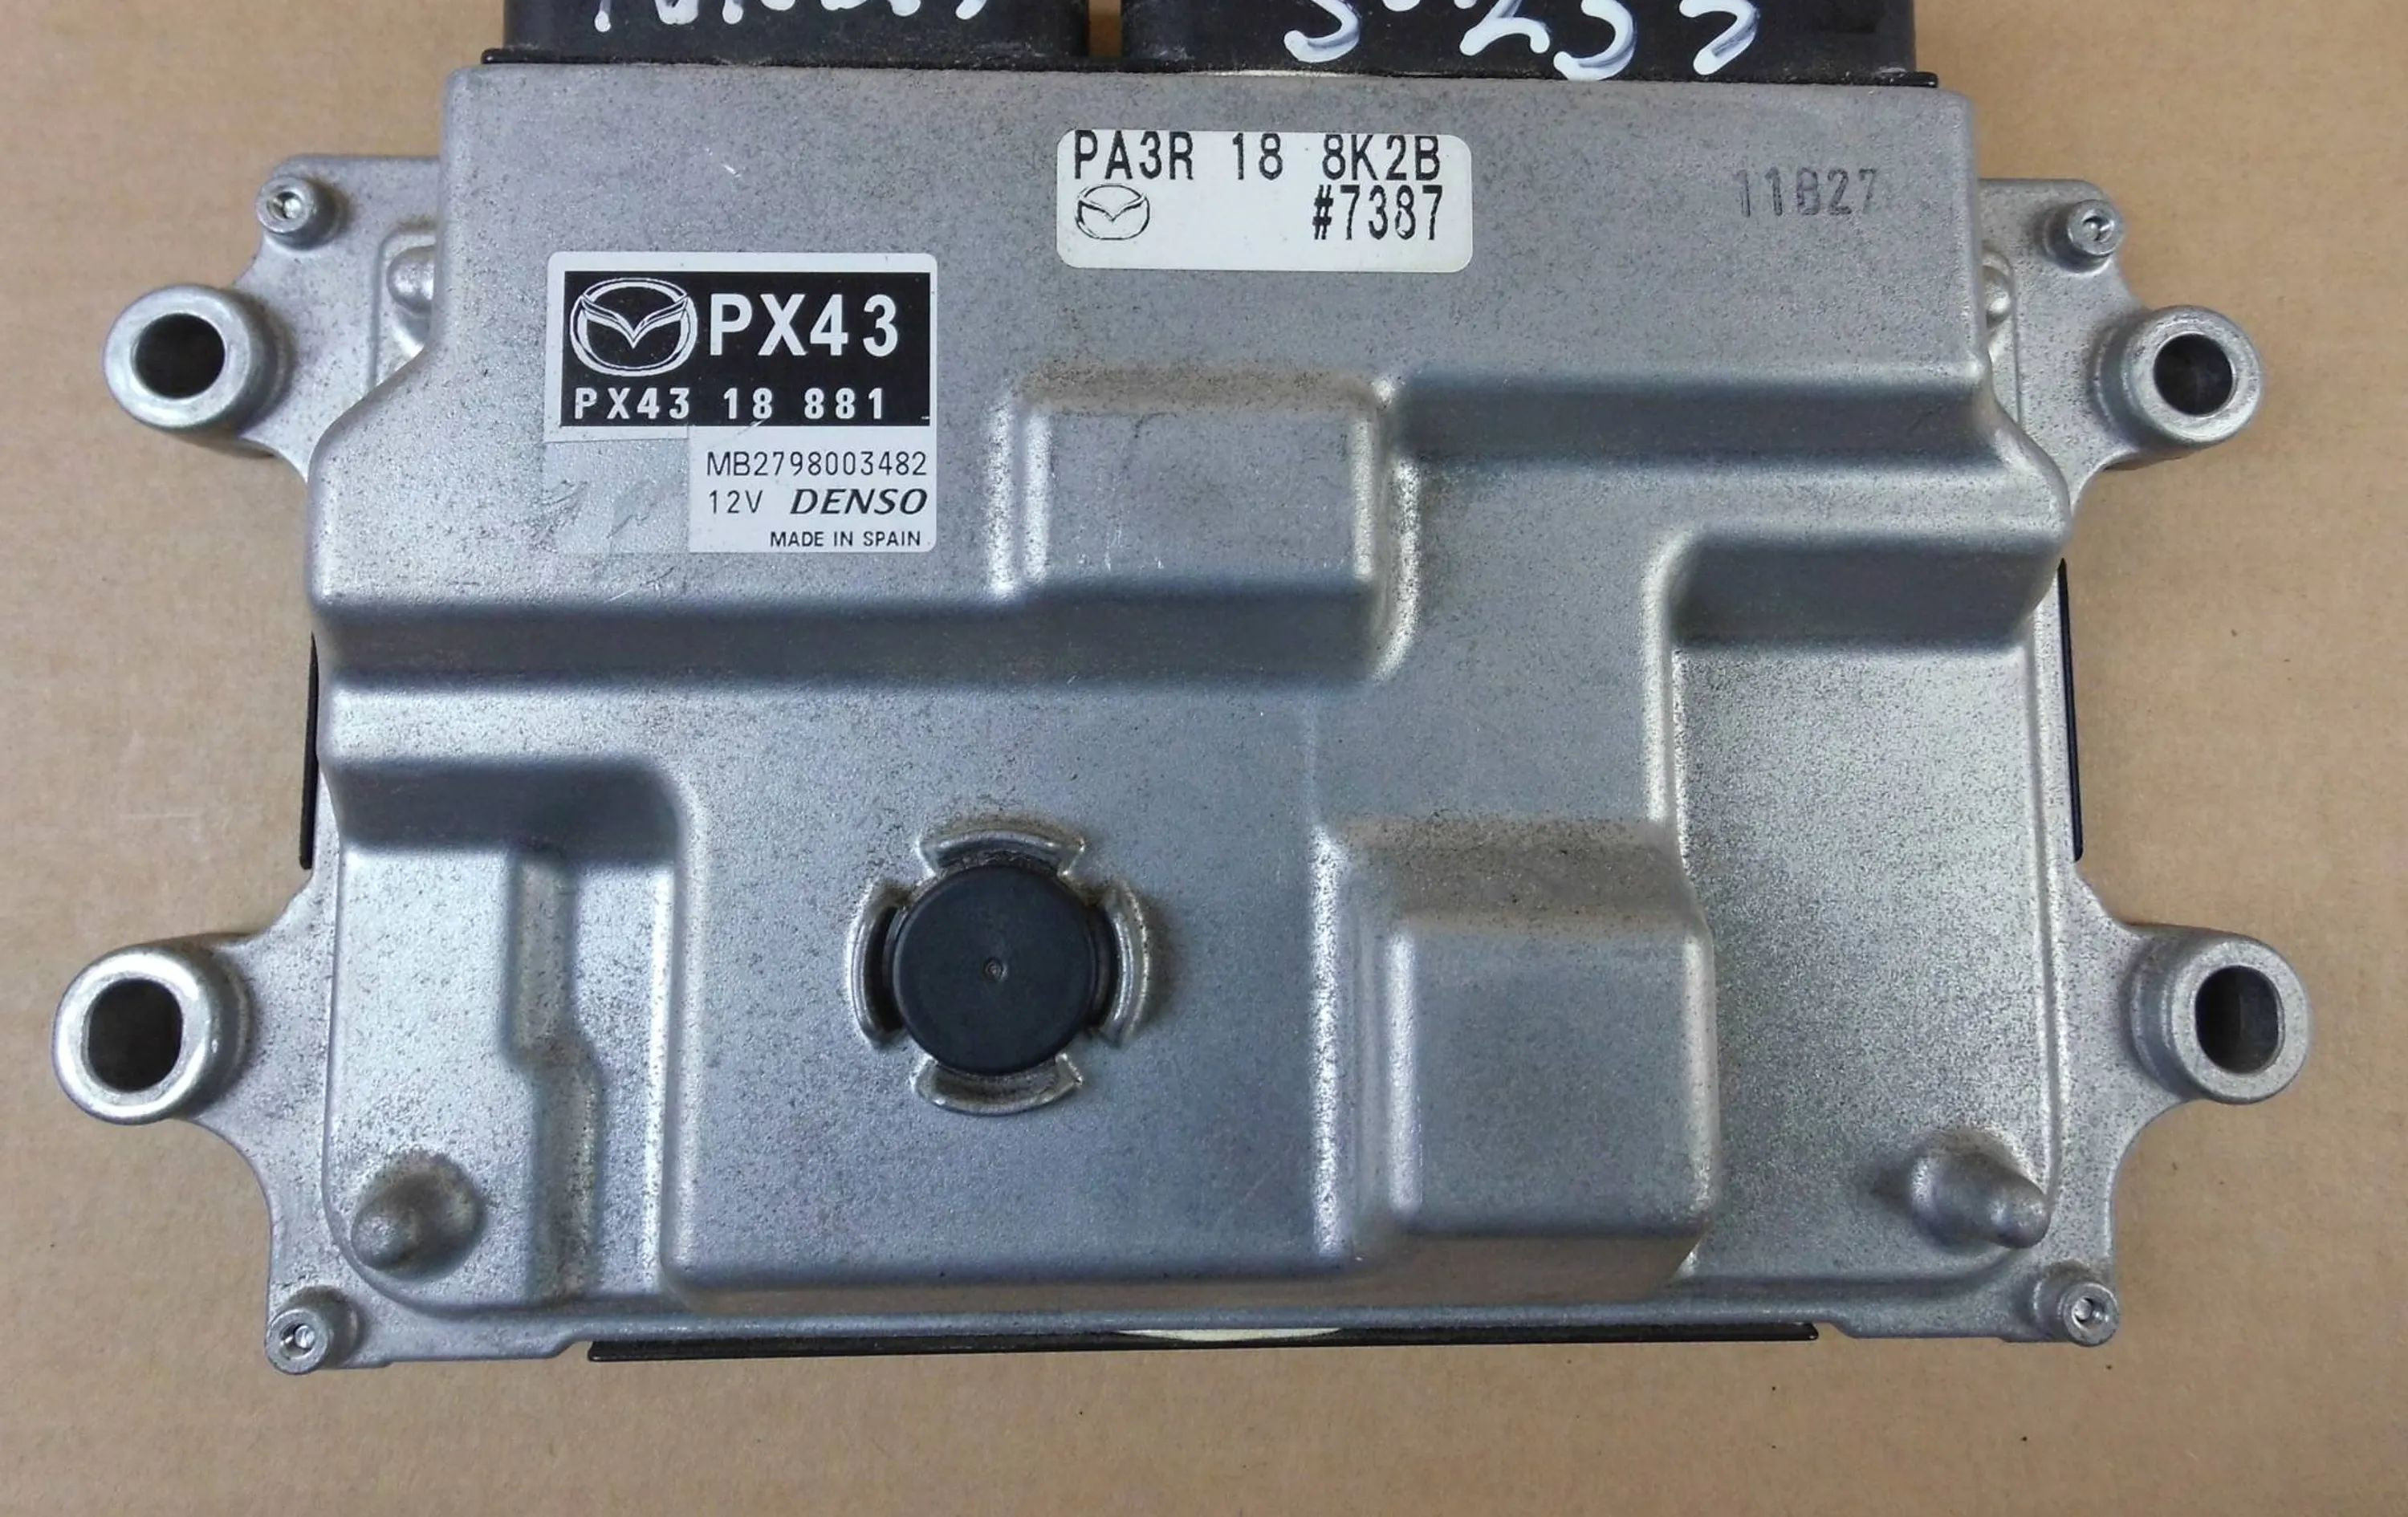 PA3R 18 8K2B
#7387
11827
PX43
PX43 18 881
MB2798003482
12V DENSO
MADE IN SPAIN